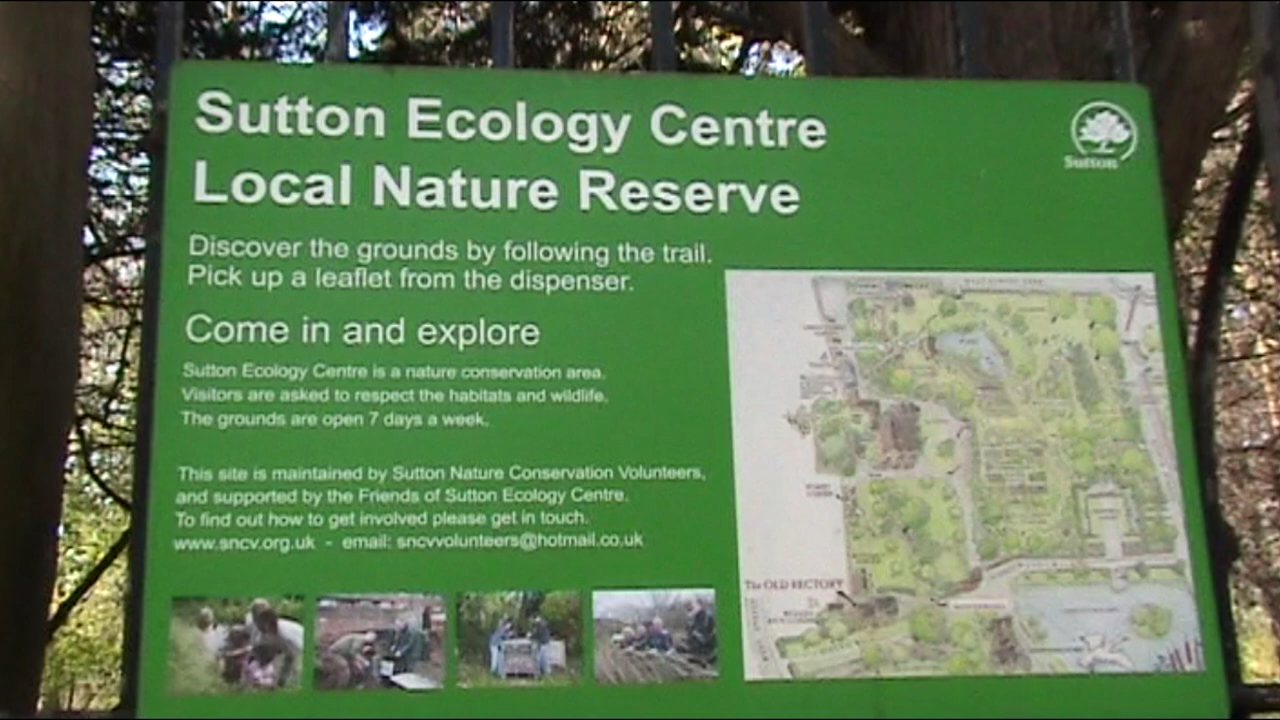 Sutton Ecology Centre
Local Nature Reserve
Sutton
Discover the grounds by following the trail.
Pick up a leaflet from the dispenser.
Come in and explore
Sutton Ecology Centre is a nature conservation area.
Visitors are asked to respect the habitats and wildlife.
The grounds are open 7 days a week.
This site is maintained by Sutton Nature Conservation Volunteers,
and supported by the Friends of Sutton Ecology Centre.
To find out how to get involved please get in touch.
www.sncv.org.uk - email: sncvvolunteers@hotmail.co.uk
The OLD RECTORY